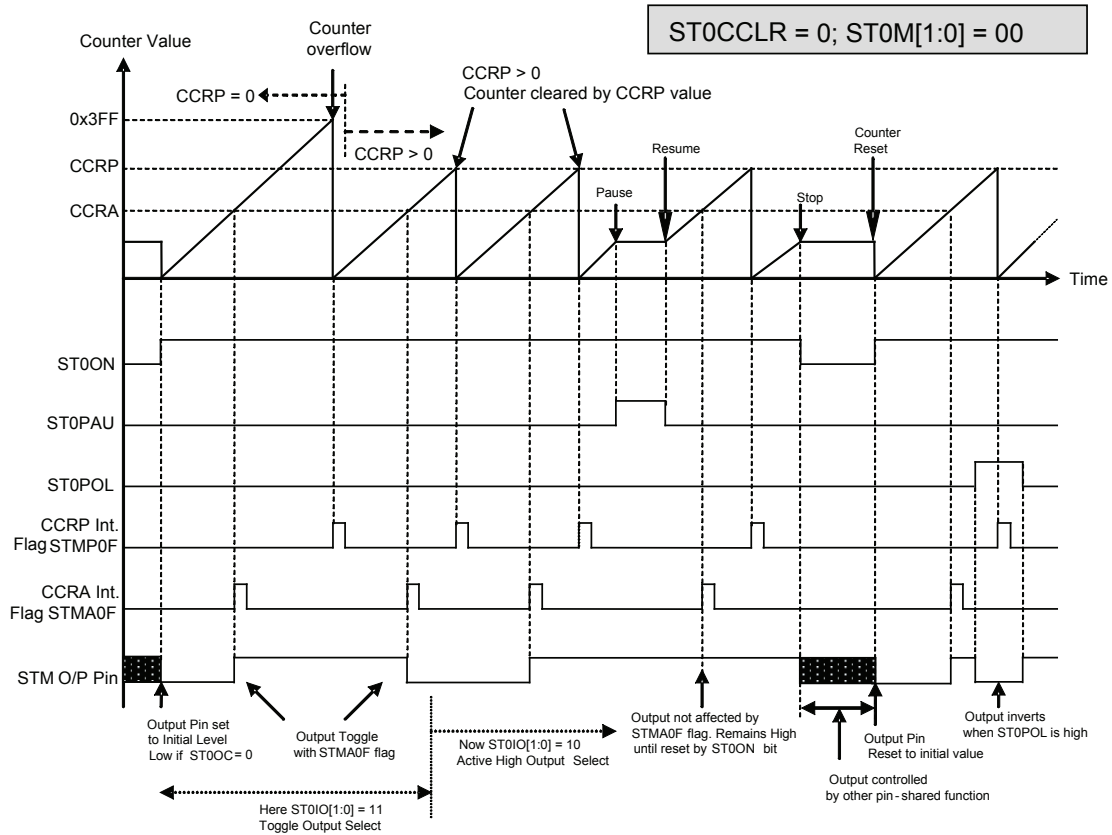 ST0CCLR = 0; ST0M[1:0] = 00
Counter Value
Counter
overflow
CCRP = 0
CCRP > 0
CCRP > 0
Counter cleared by CCRP value
0x3FF
CCRP
CCRA
Pause
Resume
Stop
Counter
Reset
Time
ST0ON
ST0PAU
ST0POL
CCRP Int.
Flag STMP0F
CCRA Int.
Flag STMA0F
STM O/P Pin
Output Pin set
to Initial Level
Low if ST0OC=0
Output Toggle
with STMA0F flag
Here ST0IO[1:0] = 11
Toggle Output Select
Now ST0IO[1:0] = 10
Active High Output Select
Output not affected by
STMA0F flag. Remains High
until reset by ST0ON bit
Output controlled
by other pin-shared function
Output Pin
Reset to initial value
Output inverts
when ST0POL is high